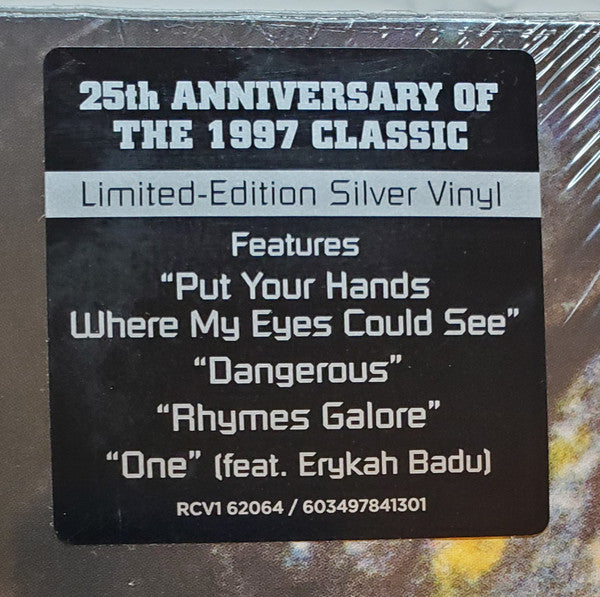 25th ANNIVERSARY OF
THE 1997 CLASSIC
Limited-Edition Silver Vinyl
Features
“Put Your Hands
Where My Eyes Could See”
“Dangerous”
“Rhymes Galore”
“One” (feat. Erykah Badu)
RCV1 62064 / 603497841301